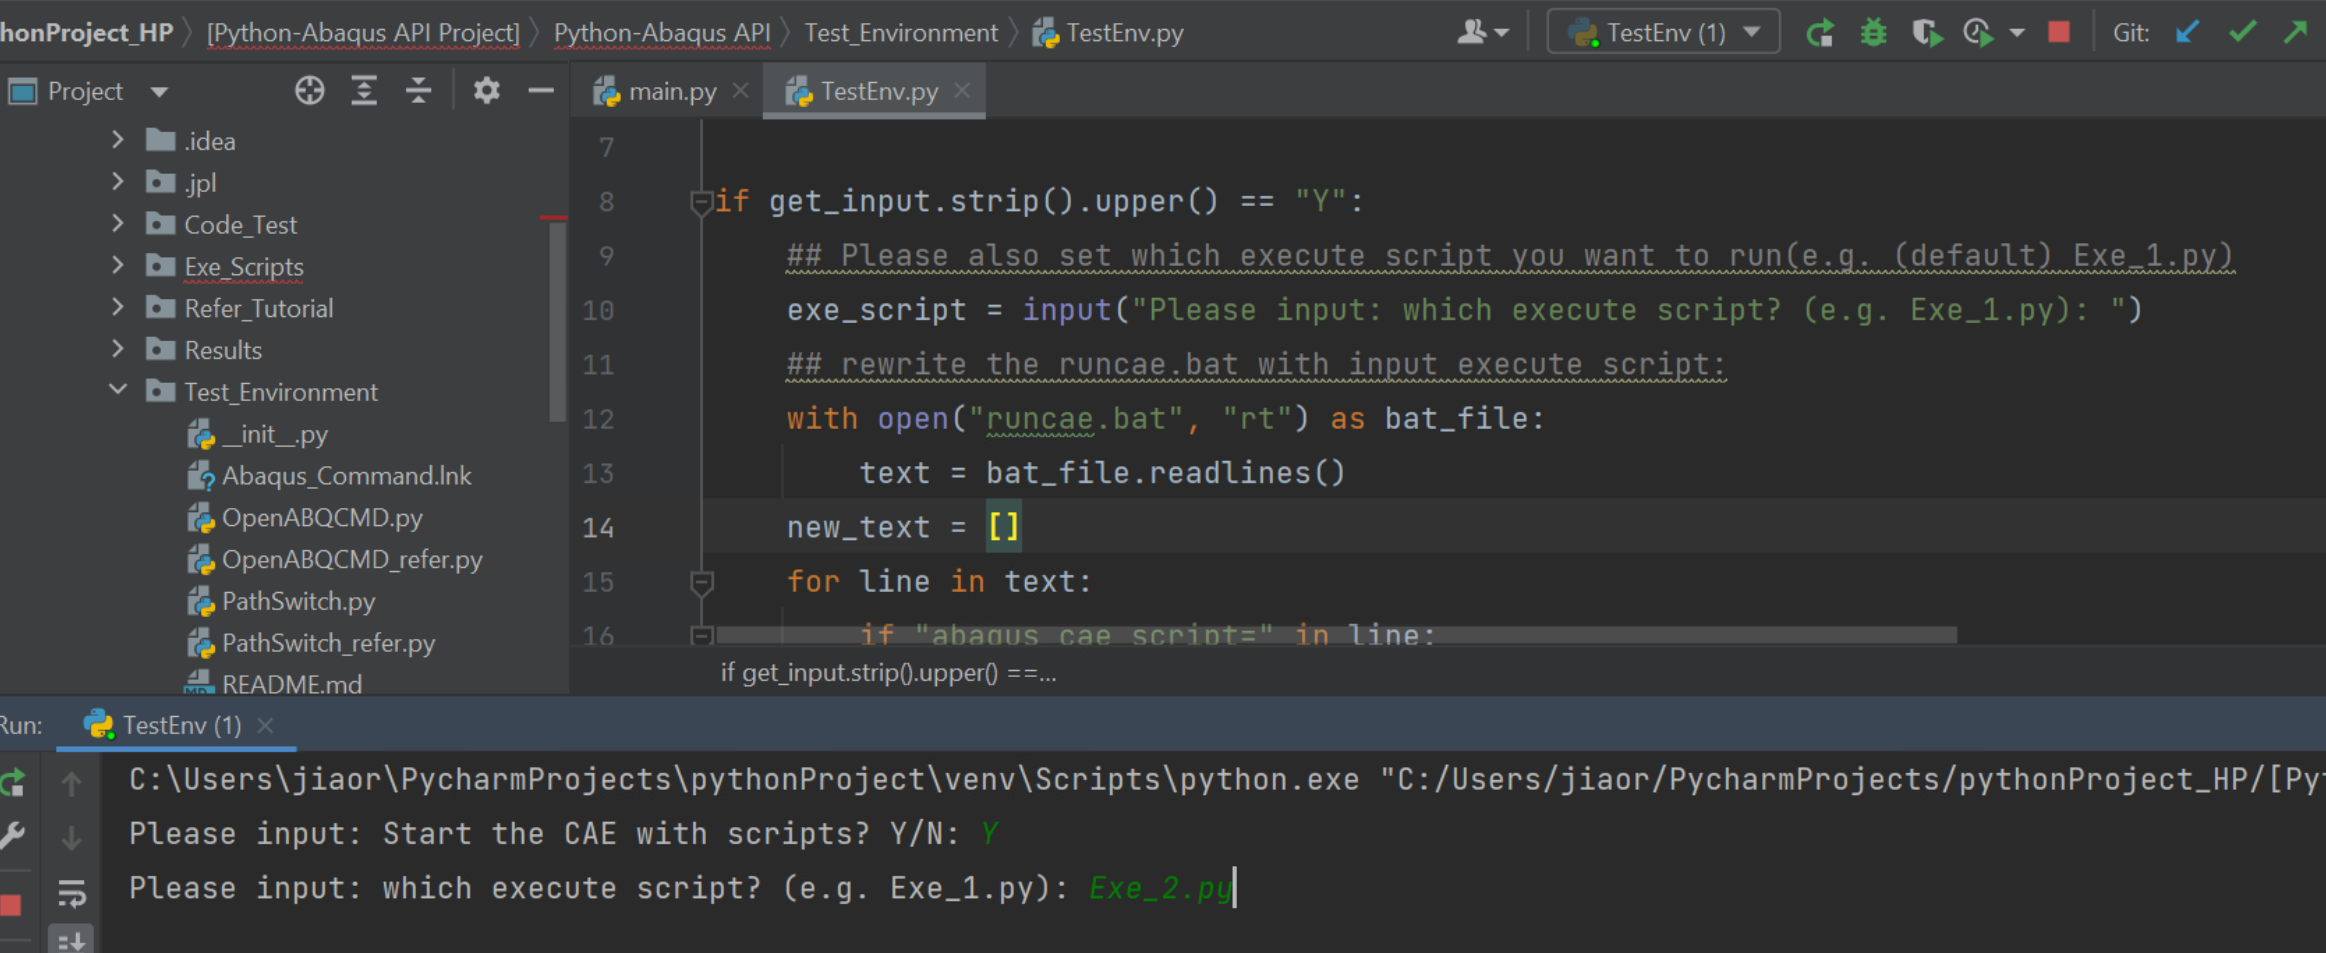 honProject_HP [Python-Abaqus API Project] Python-Abaqus API Test_Environment TestEnv.py TestEnv (1) Git:
Project main.py TestEnv.py
.idea
.jpl
Code_Test
Exe_Scripts
Refer_Tutorial
Results
Test_Environment
__init__.py
Abaqus_Command.lnk
OpenABQCMD.py
OpenABQCMD_refer.py
PathSwitch.py
PathSwitch_refer.py
README.md
7
8 if get_input.strip().upper() == "Y":
9 ## Please also set which execute script you want to run(e.g. (default) Exe_1.py)
10 exe_script = input("Please input: which execute script? (e.g. Exe_1.py): ")
11 ## rewrite the runcae.bat with input execute script:
12 with open("runcae.bat", "rt") as bat_file:
13 text = bat_file.readlines()
14 new_text = []
15 for line in text:
16 if "abaqus cae script=" in line:
if get_input.strip().upper() ==...
Run: TestEnv (1)
C:\Users\jiaor\PycharmProjects\pythonProject\venv\Scripts\python.exe "C:/Users/jiaor/PycharmProjects/pythonProject_HP/[Pyt
Please input: Start the CAE with scripts? Y/N: Y
Please input: which execute script? (e.g. Exe_1.py): Exe_2.py